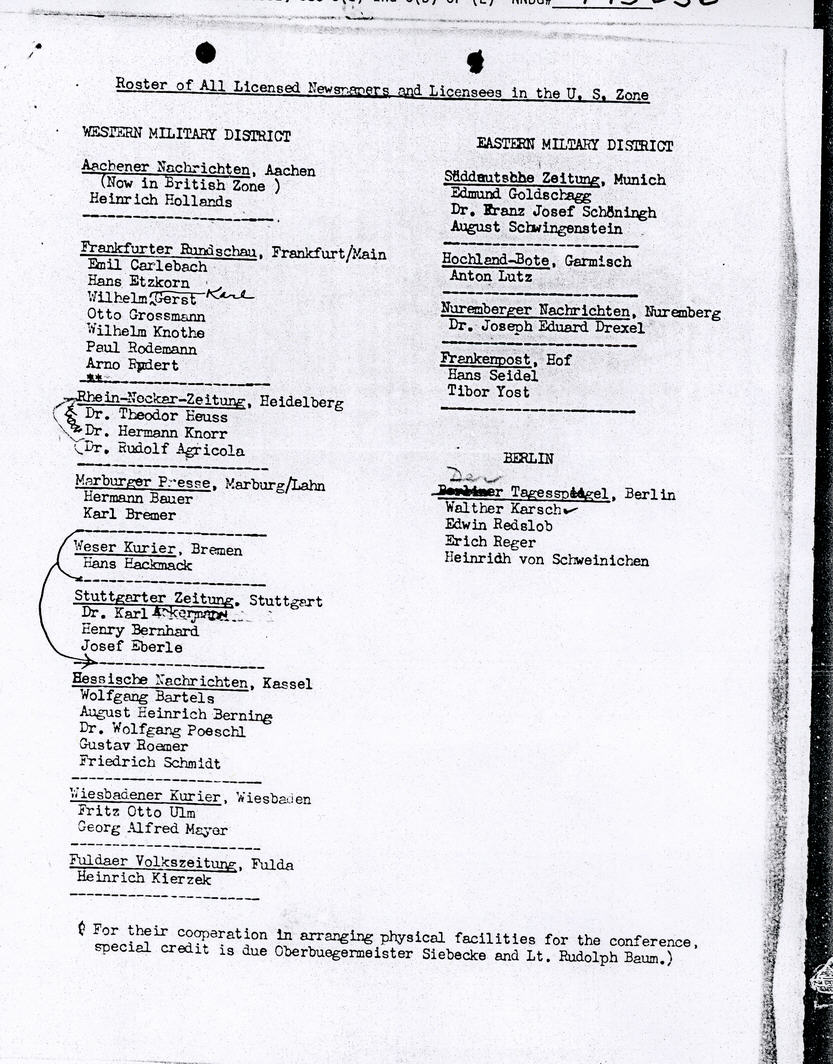 Roster of All Licensed Newspapers and Licensees in the U. S. Zone
WESTERN MILITARY DISTRICT
Aachener Nachrichten, Aachen
(Now in British Zone )
Heinrich Hollands
Frankfurter Rundschau, Frankfurt/Main
Emil Carlebach
Hans Etzkorn
Wilhelm Gerst Karl
Otto Grossmann
Wilhelm Knothe
Paul Rodemann
Arno Rudert
Rhein-Neckar-Zeitung, Heidelberg
Dr. Theodor Heuss
Dr. Hermann Knorr
Dr. Rudolf Agricola
Marburger Presse, Marburg/Lahn
Hermann Bauer
Karl Bremer
Weser Kurier, Bremen
Hans Hackmack
Stuttgarter Zeitung, Stuttgart
Dr. Karl Ackermann
Henry Bernhard
Josef Eberle
Hessische Nachrichten, Kassel
Wolfgang Bartels
August Heinrich Berning
Dr. Wolfgang Poeschl
Gustav Roemer
Friedrich Schmidt
Wiesbadener Kurier, Wiesbaden
Fritz Otto Ulm
Georg Alfred Mayer
Fuldaer Volkszeitung, Fulda
Heinrich Kierzek
EASTERN MILTARY DISTRICT
Süddeutsche Zeitung, Munich
Edmund Goldschagg
Dr. Franz Josef Schöningh
August Schwingenstein
Hochland-Bote, Garmisch
Anton Lutz
Nuremberger Nachrichten, Nuremberg
Dr. Joseph Eduard Drexel
Frankenpost, Hof
Hans Seidel
Tibor Yost
BERLIN
Der
Berliner Tagesspiegel, Berlin
Walther Karsch
Edwin Redslob
Erich Reger
Heinridh von Schweinichen
( For their cooperation in arranging physical facilities for the conference,
special credit is due Oberbuegermeister Siebecke and Lt. Rudolph Baum.)